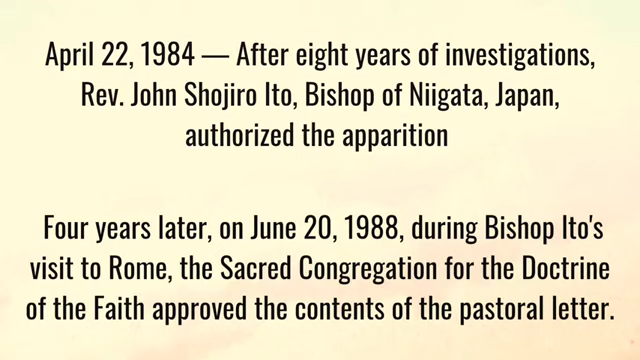 April 22, 1984 — After eight years of investigations,
Rev. John Shojiro Ito, Bishop of Niigata, Japan,
authorized the apparition
Four years later, on June 20, 1988, during Bishop Ito's
visit to Rome, the Sacred Congregation for the Doctrine
of the Faith approved the contents of the pastoral letter.